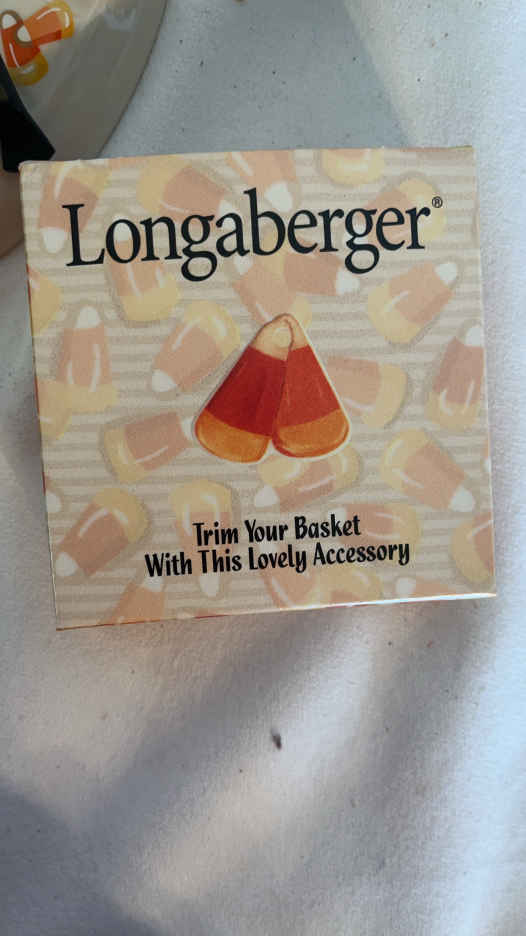 Longaberger®
Trim Your Basket
With This Lovely Accessory